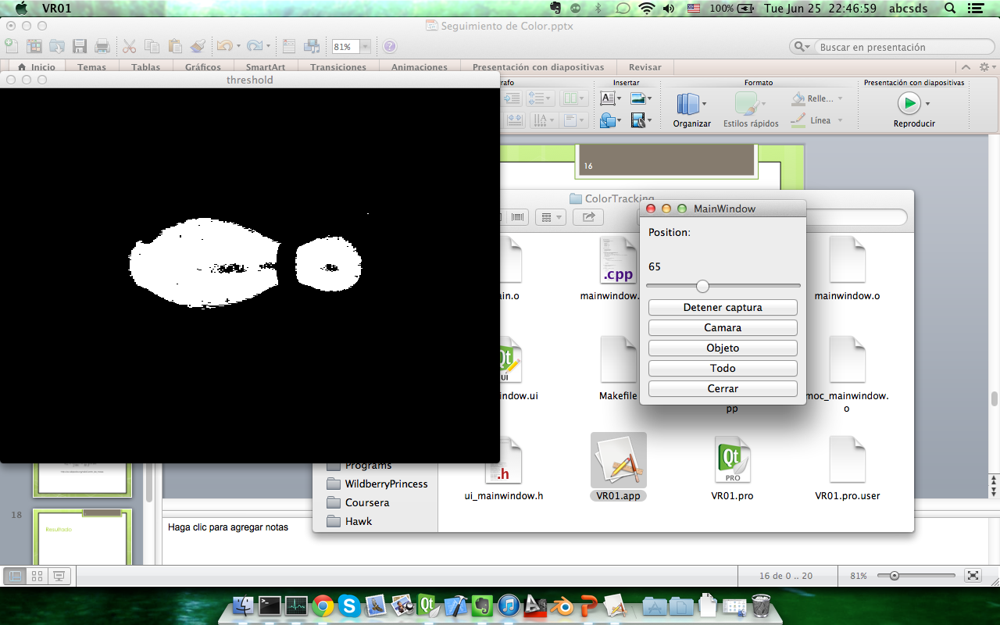 VR01
100%
Tue Jun 25 22:46:59
abcsds
Seguimiento de Color.pptx
81%
Buscar en presentación
Inicio
Temas
Tablas
Gráficos
SmartArt
Transiciones
Animaciones
Presentación con diapositivas
Revisar
threshold
Insertar
Formato
Presentación con diapositivas
Organizar
Estilos rápidos
Relle...
Línea
Reproducir
16
ColorTracking
MainWindow
Position:
65
Detener captura
Camara
Objeto
Todo
Cerrar
.cpp
mainwindow.o
Qt
UI
Makefile
moc_mainwindow.
o
pp
.h
ui_mainwindow.h
VR01.app
Qt
PRO
VR01.pro
VR01.pro.user
Programs
WildberryPrincess
Coursera
Hawk
18
Resultado
Haga clic para agregar notas
16 de 0 .. 20
81%